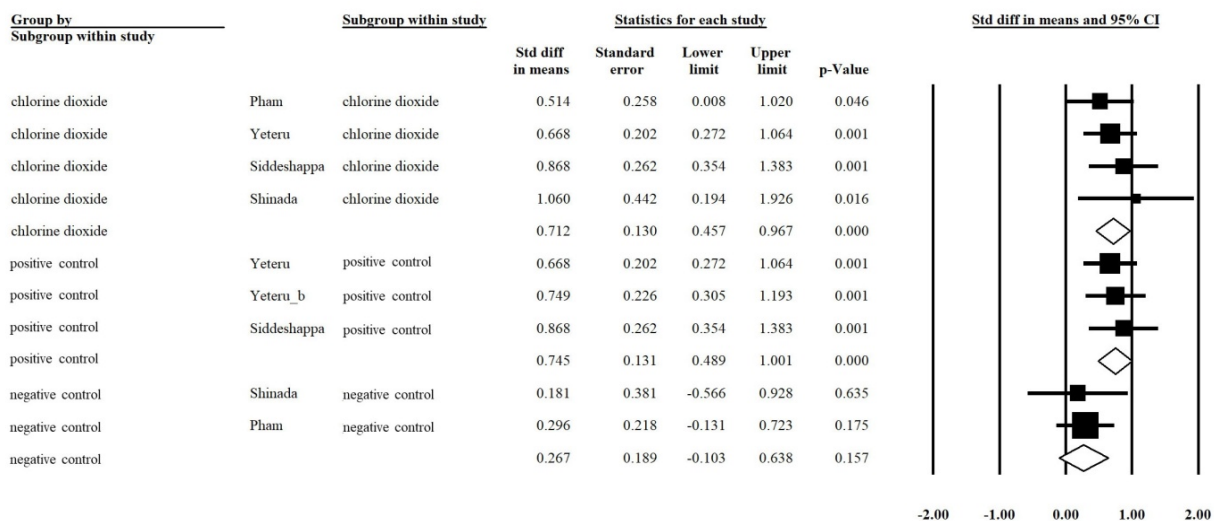 Group by Subgroup within study Statistics for each study Std diff in means and 95% CI
Subgroup within study
Std diff Standard Lower Upper
in means error limit limit p-Value
chlorine dioxide Pham chlorine dioxide 0.514 0.258 0.008 1.020 0.046
chlorine dioxide Yeteru chlorine dioxide 0.668 0.202 0.272 1.064 0.001
chlorine dioxide Siddeshappa chlorine dioxide 0.868 0.262 0.354 1.383 0.001
chlorine dioxide Shinada chlorine dioxide 1.060 0.442 0.194 1.926 0.016
chlorine dioxide 0.712 0.130 0.457 0.967 0.000
positive control Yeteru positive control 0.668 0.202 0.272 1.064 0.001
positive control Yeteru_b positive control 0.749 0.226 0.305 1.193 0.001
positive control Siddeshappa positive control 0.868 0.262 0.354 1.383 0.001
positive control 0.745 0.131 0.489 1.001 0.000
negative control Shinada negative control 0.181 0.381 -0.566 0.928 0.635
negative control Pham negative control 0.296 0.218 -0.131 0.723 0.175
negative control 0.267 0.189 -0.103 0.638 0.157
-2.00 -1.00 0.00 1.00 2.00